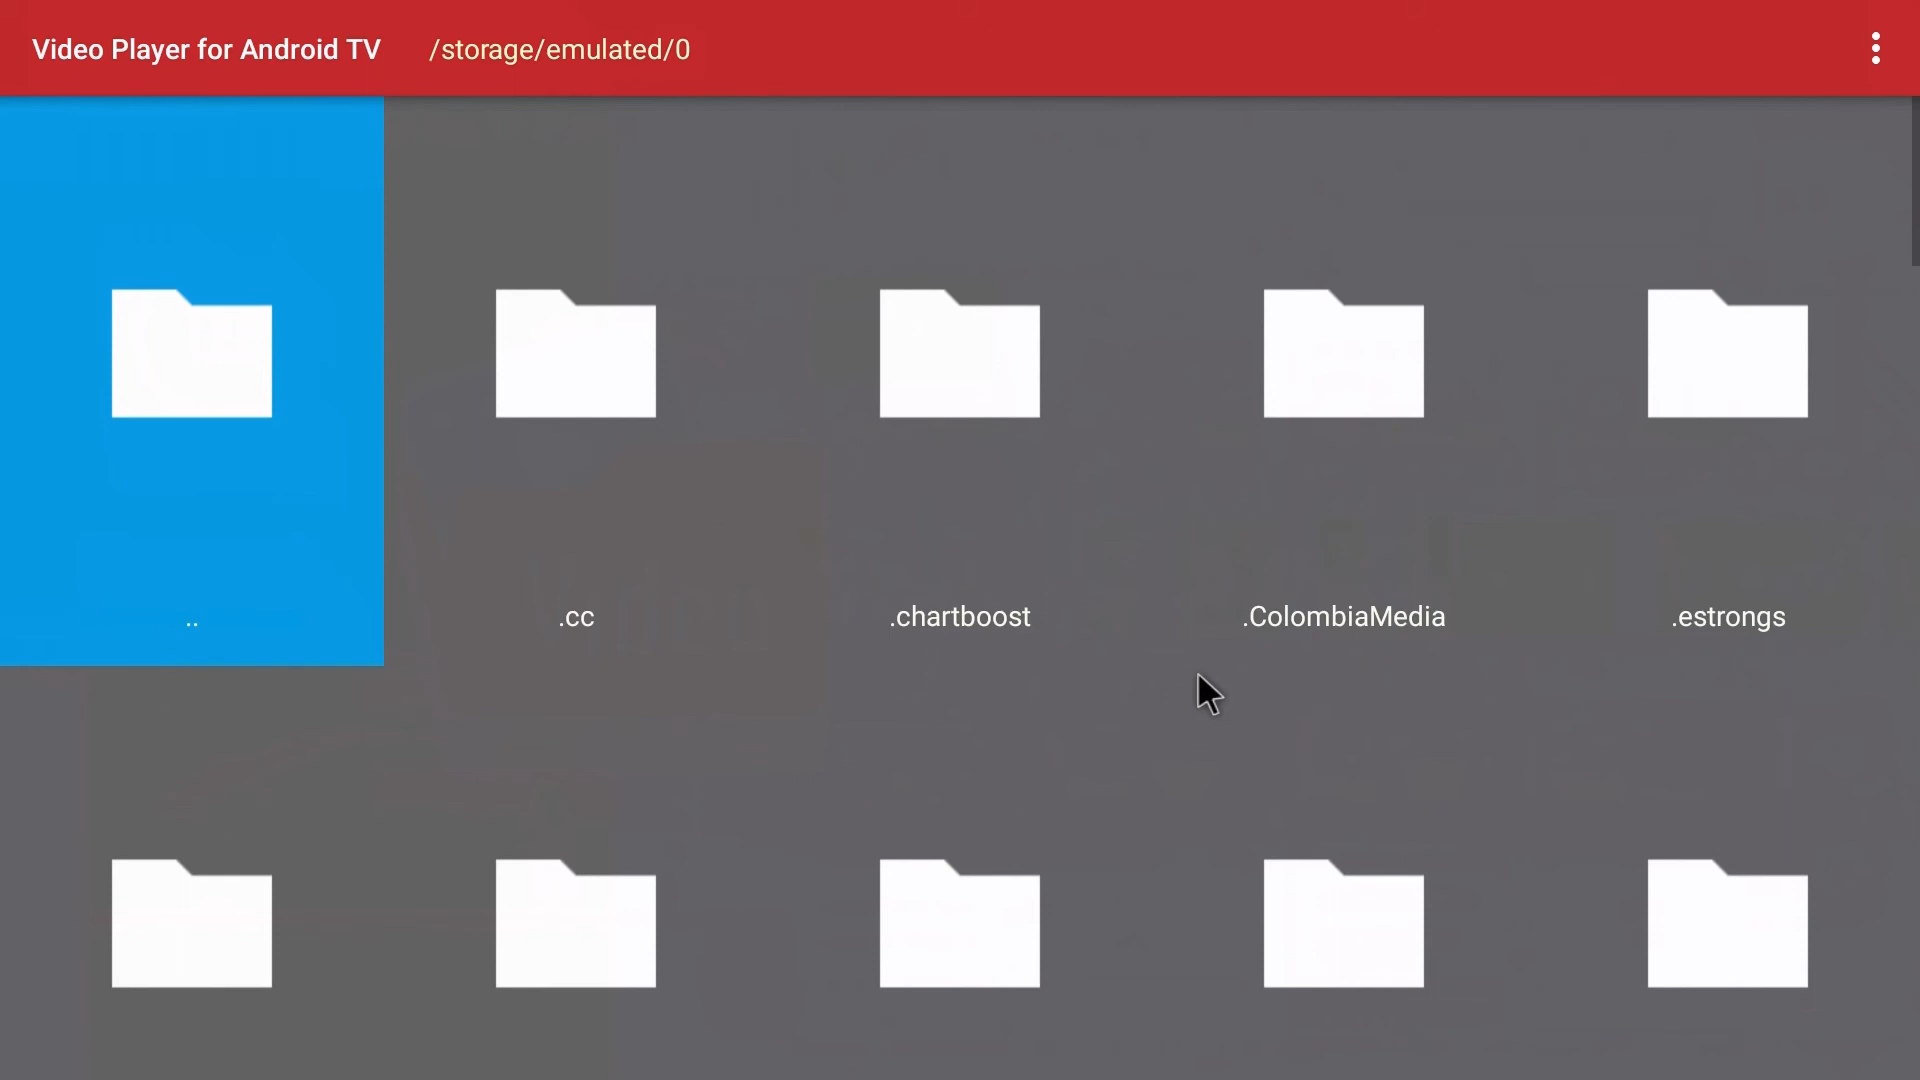 Video Player for Android TV /storage/emulated/0
.. .cc .chartboost .ColombiaMedia .estrongs